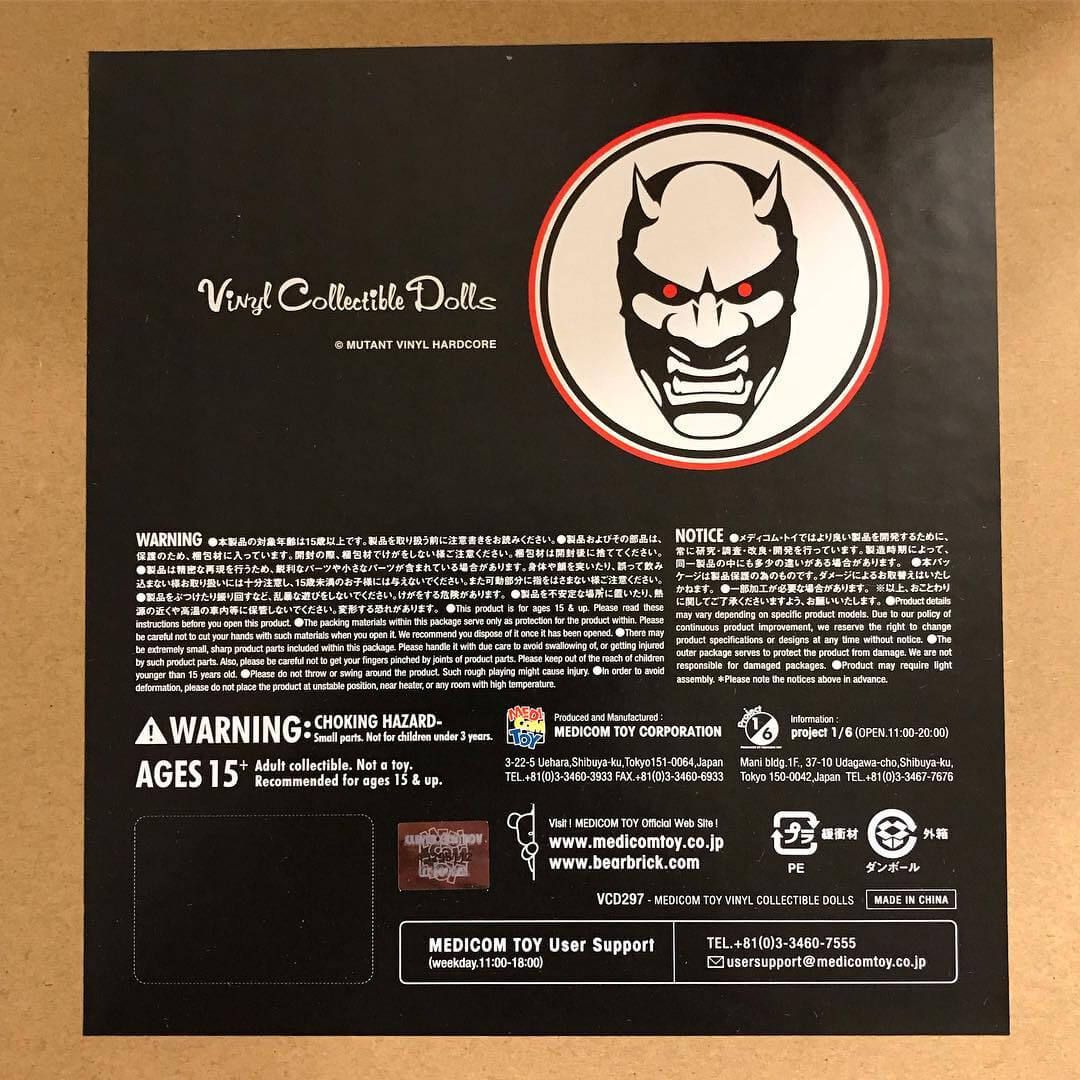 Vinyl Collectible Dolls
© MUTANT VINYL HARDCORE
WARNING ●本製品の対象年齢は15歳以上です。製品を取り扱う前に注意書きをお読みください。●製品およびその部品は、
保護のため、梱包材に入っています。開封の際、梱包材でけがをしない様ご注意ください。梱包材は開封後に捨ててください。
●製品は精密な再現を行うため、鋭利なパーツや小さなパーツが含まれている場合があります。身体や顔を突いたり、誤って飲み
込まない様お取り扱いには十分注意し、15歳未満のお子様には与えないでください。また可動部分に指をはさまない様ご注意ください。
●製品をぶつけたり振り回すなど、乱暴な遊びをしないでください。けがをする危険があります。●製品を不安定な場所に置いたり、熱
源の近くや高温の車内等に保管しないでください。変形する恐れがあります。●This product is for ages 15 & up. Please read these
instructions before you open this product. ●The packing materials within this package serve only as protection for the product within. Please
be careful not to cut your hands with such materials when you open it. We recommend you dispose of it once it has been opened. ●There may
be extremely small, sharp product parts included within this package. Please handle it with due care to avoid swallowing of, or getting injured
by such product parts. Also, please be careful not to get your fingers pinched by joints of product parts. Please keep out of the reach of children
younger than 15 years old. ●Please do not throw or swing around the product. Such rough playing might cause injury. ●In order to avoid
deformation, please do not place the product at unstable position, near heater, or any room with high temperature.
NOTICE ●メディコム・トイではより良い製品を開発するために、
常に研究・調査・改良・開発を行っています。製造時期によって、
同一製品の中にも多少の違いがある場合があります。 ●本パッ
ケージは製品保護の為のものです。ダメージによるお取替えはいたし
かねます。●一部加工が必要な場合があります。※以上、おことわり
に関してご了承くださいますよう、お願いいたします。●Product details
may vary depending on specific product models. Due to our policy of
continuous product improvement, we reserve the right to change
product specifications or designs at any time without notice. ●The
outer package serves to protect the product from damage. We are not
responsible for damaged packages. ●Product may require light
assembly. *Please note the notices above in advance.
WARNING: CHOKING HAZARD-
Small parts. Not for children under 3 years.
AGES 15+ Adult collectible. Not a toy.
Recommended for ages 15 & up.
MEDI COM TOY
Produced and Manufactured :
MEDICOM TOY CORPORATION
3-22-5 Uehara,Shibuya-ku,Tokyo151-0064,Japan
TEL.+81(0)3-3460-3933 FAX.+81(0)3-3460-6933
Project 1/6
Information :
project 1/6 (OPEN.11:00-20:00)
Mani bldg.1F., 37-10 Udagawa-cho,Shibuya-ku,
Tokyo 150-0042,Japan TEL.+81(0)3-3467-7676
Visit ! MEDICOM TOY Official Web Site !
www.medicomtoy.co.jp
www.bearbrick.com
プラ 緩衝材
PE
外箱
ダンボール
VCD297 - MEDICOM TOY VINYL COLLECTIBLE DOLLS
MADE IN CHINA
MEDICOM TOY User Support
(weekday.11:00-18:00)
TEL.+81(0)3-3460-7555
usersupport@medicomtoy.co.jp